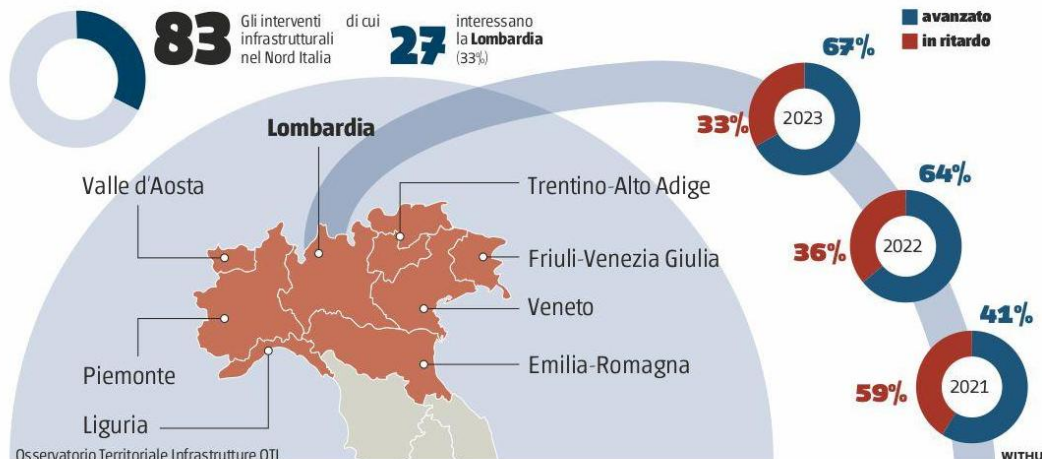 83
Gli interventi
infrastrutturali
nel Nord Italia
di cui
27
interessano
la Lombardia
(33%)
avanzato
in ritardo
67%
33%
2023
64%
36%
2022
41%
59%
2021
Lombardia
Valle d'Aosta
Trentino-Alto Adige
Friuli-Venezia Giulia
Veneto
Emilia-Romagna
Piemonte
Liguria
Osservatorio Territoriale Infrastrutture OTI
WITHU